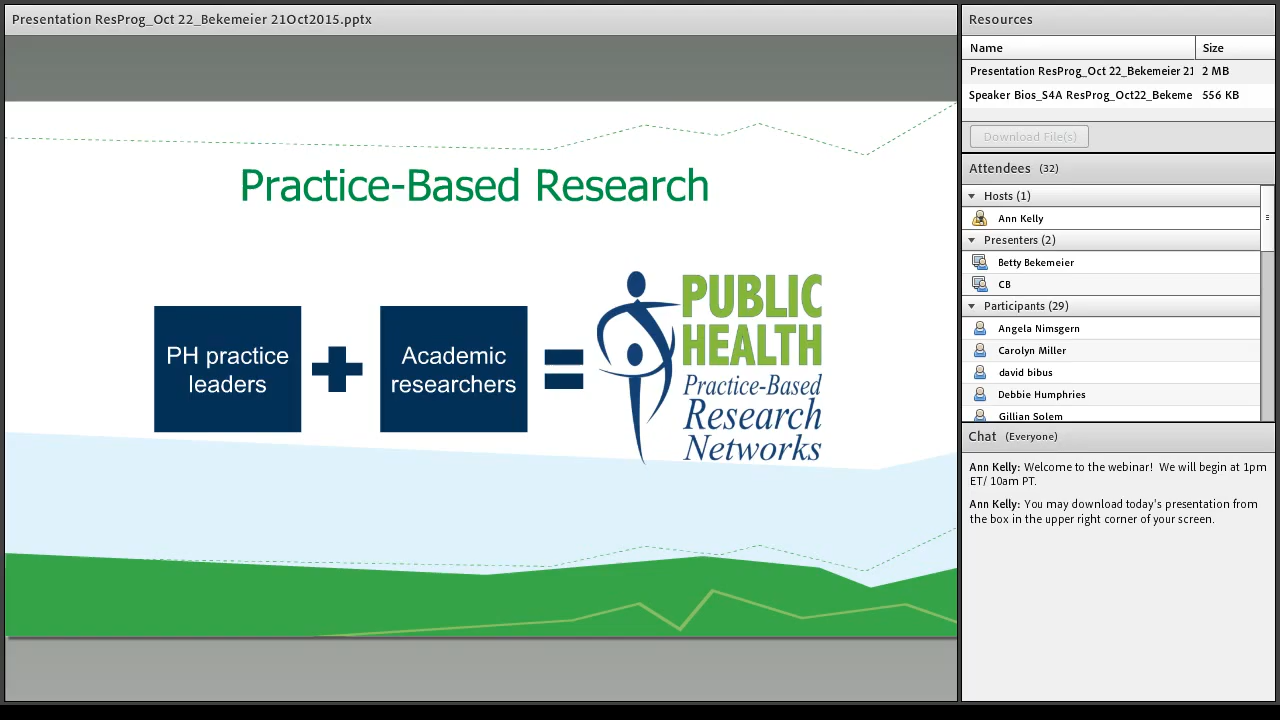 Presentation ResProg_Oct 22_Bekemeier 21Oct2015.pptx
Practice-Based Research
PH practice
leaders
Academic
researchers
PUBLIC
HEALTH
Practice-Based
Research
Networks
Resources
Name Size
Presentation ResProg_Oct 22_Bekemeier 21 2 MB
Speaker Bios_S4A ResProg_Oct22_Bekeme 556 KB
Download File(s)
Attendees (32)
Hosts (1)
Ann Kelly
Presenters (2)
Betty Bekemeier
CB
Participants (29)
Angela Nimsgern
Carolyn Miller
david bibus
Debbie Humphries
Gillian Solem
Chat (Everyone)
Ann Kelly: Welcome to the webinar! We will begin at 1pm
ET/ 10am PT.
Ann Kelly: You may download today's presentation from
the box in the upper right corner of your screen.